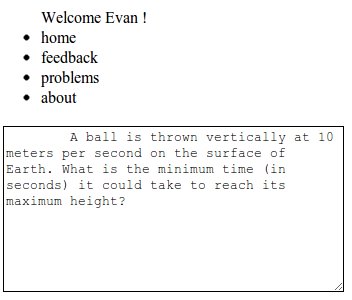 Welcome Evan !
home
feedback
problems
about
A ball is thrown vertically at 10
meters per second on the surface of
Earth. What is the minimum time (in
seconds) it could take to reach its
maximum height?